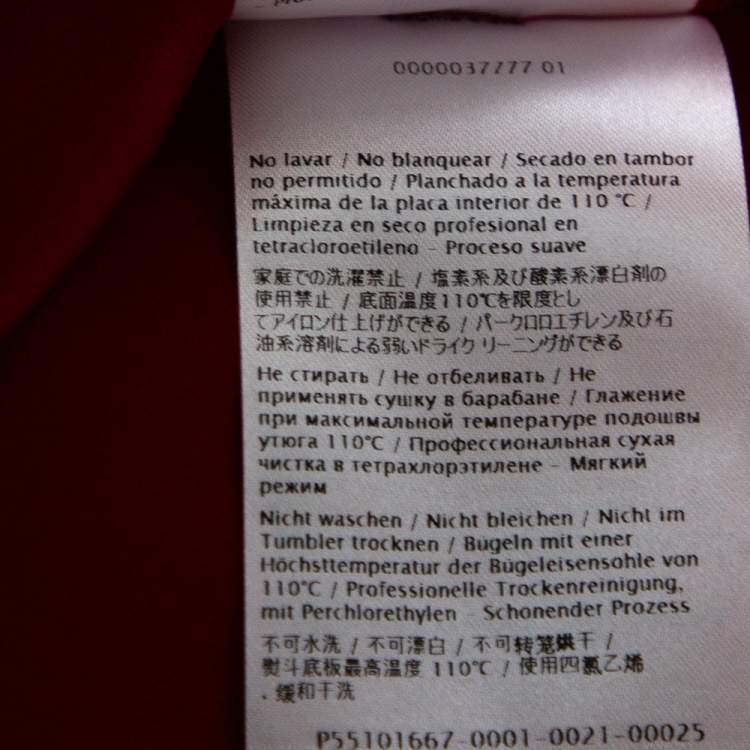 0000037277 01
No lavar / No blanquear / Secado en tambor
no permitido / Planchado a la temperatura
máxima de la placa interior de 110 °C /
Limpieza en seco profesional en
tetracloroetileno - Proceso suave
家庭での洗濯禁止 / 塩素系及び酸素系漂白剤の
使用禁止 / 底面温度110℃を限度とし
てアイロン仕上げができる / パークロロエチレン及び石
油系溶剤による弱いドライクリーニングができる
Не стирать / Не отбеливать / Не
применять сушку в барабане / Глажение
при максимальной температуре подошвы
утюга 110°C / Профессиональная сухая
чистка в тетрахлорэтилене - Мягкий
режим
Nicht waschen / Nicht bleichen / Nicht im
Tumbler trocknen / Bügeln mit einer
Höchsttemperatur der Bügeleisensohle von
110°C / Professionelle Trockenreinigung,
mit Perchlorethylen - Schonender Prozess
不可水洗 / 不可漂白 / 不可转笼烘干 /
熨斗底板最高温度 110℃ / 使用四氯乙烯
.缓和干洗
P55101667-0001-0021-00025